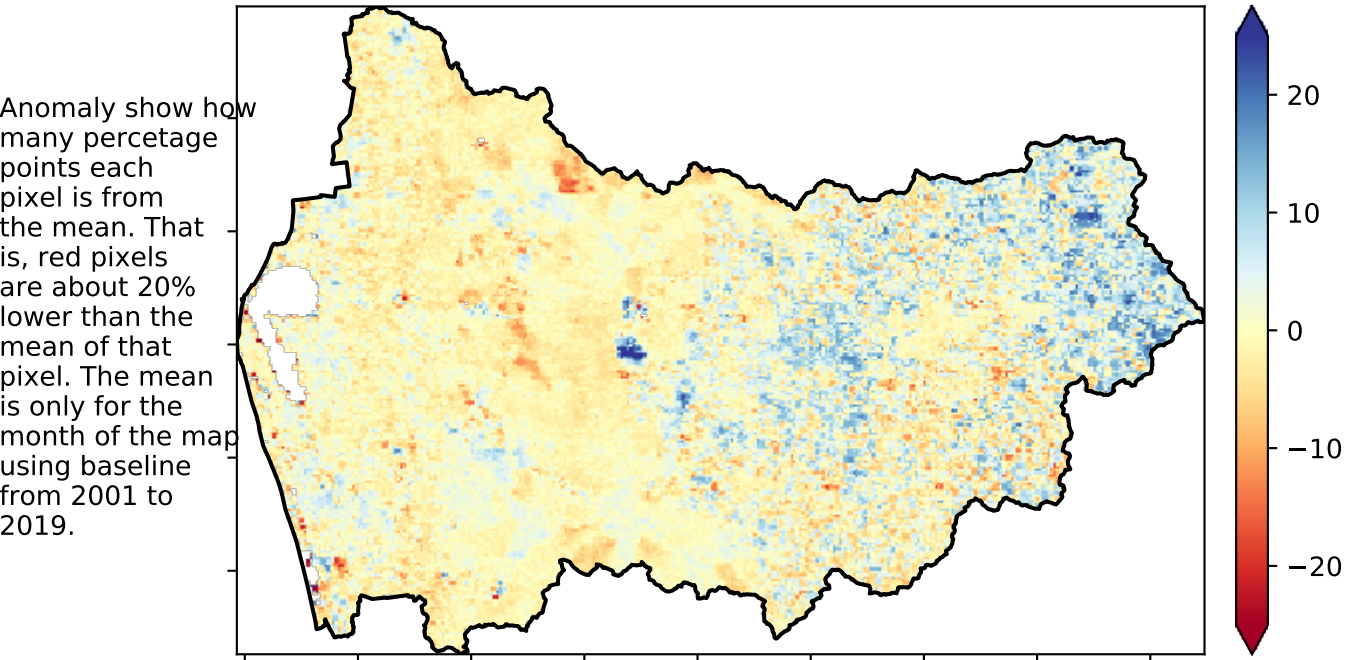 Anomaly show how
many percetage
points each
pixel is from
the mean. That
is, red pixels
are about 20%
lower than the
mean of that
pixel. The mean
is only for the
month of the map
using baseline
from 2001 to
2019.
20
10
0
−10
−20